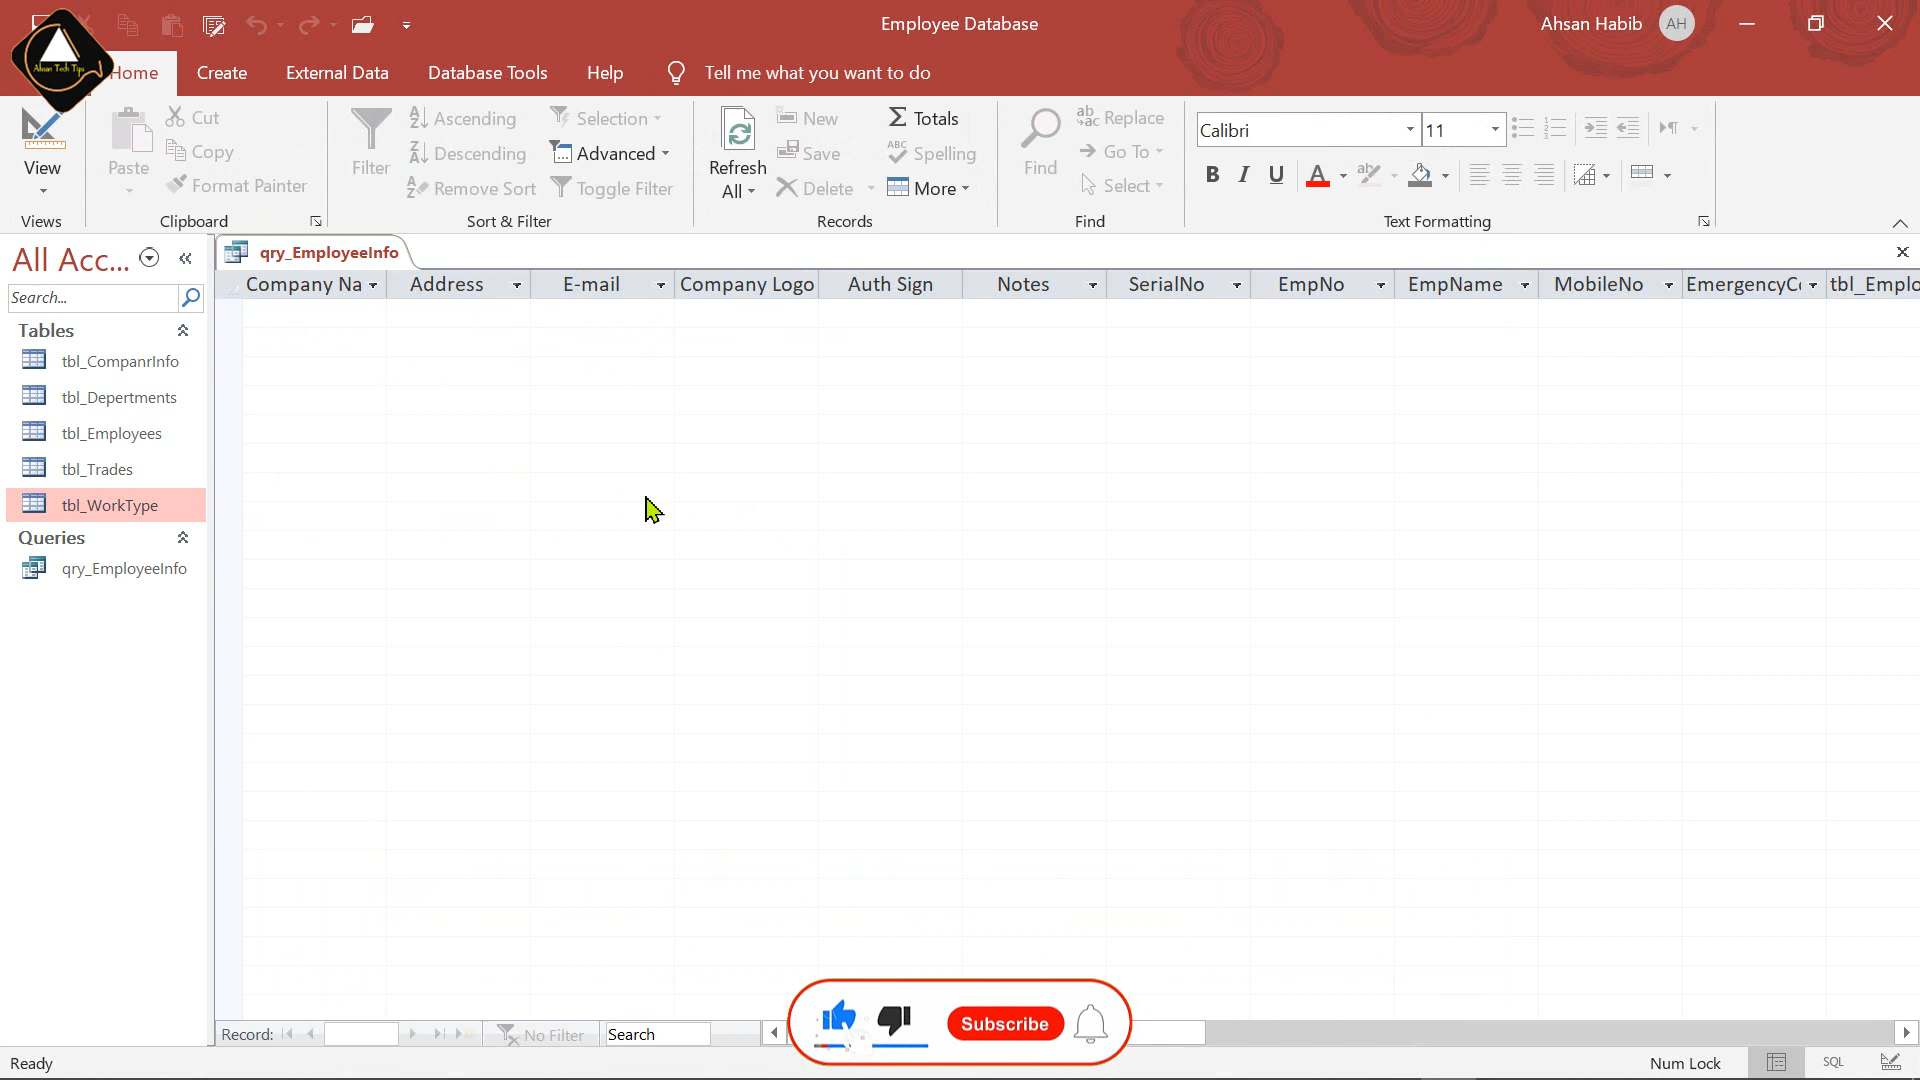 Employee Database
Ahsan Habib
AH
Ahsan Tech Tips
Home
Create
External Data
Database Tools
Help
Tell me what you want to do
View
Paste
Cut
Copy
Format Painter
Filter
Ascending
Descending
Remove Sort
Selection
Advanced
Toggle Filter
Refresh
All
New
Save
Delete
Totals
Spelling
More
Find
Replace
Go To
Select
Calibri
11
B I U
Views
Clipboard
Sort & Filter
Records
Find
Text Formatting
All Acc...
Search...
Tables
tbl_CompanrInfo
tbl_Depertments
tbl_Employees
tbl_Trades
tbl_WorkType
Queries
qry_EmployeeInfo
qry_EmployeeInfo
Company Na Address E-mail Company Logo Auth Sign Notes SerialNo EmpNo EmpName MobileNo EmergencyCo tbl_Emplo
Record:
No Filter
Search
Subscribe
Ready
Num Lock
SQL